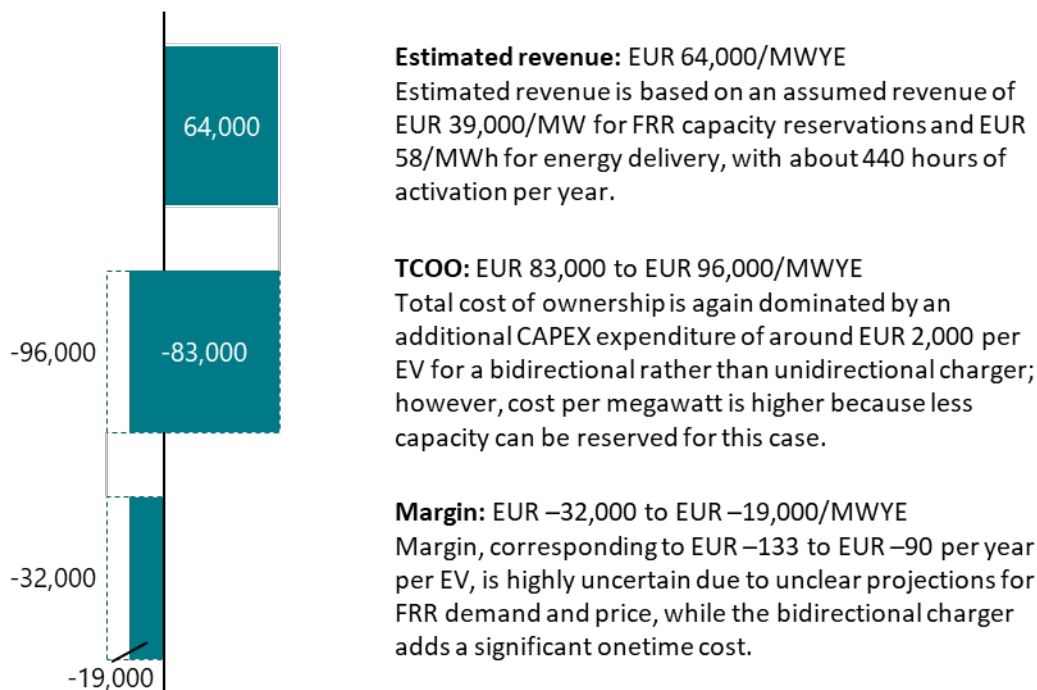 64,000
Estimated revenue: EUR 64,000/MWYE
Estimated revenue is based on an assumed revenue of
EUR 39,000/MW for FRR capacity reservations and EUR
58/MWh for energy delivery, with about 440 hours of
activation per year.
-96,000
-83,000
TCOO: EUR 83,000 to EUR 96,000/MWYE
Total cost of ownership is again dominated by an
additional CAPEX expenditure of around EUR 2,000 per
EV for a bidirectional rather than unidirectional charger;
however, cost per megawatt is higher because less
capacity can be reserved for this case.
-32,000
-19,000
Margin: EUR –32,000 to EUR –19,000/MWYE
Margin, corresponding to EUR –133 to EUR –90 per year
per EV, is highly uncertain due to unclear projections for
FRR demand and price, while the bidirectional charger
adds a significant onetime cost.